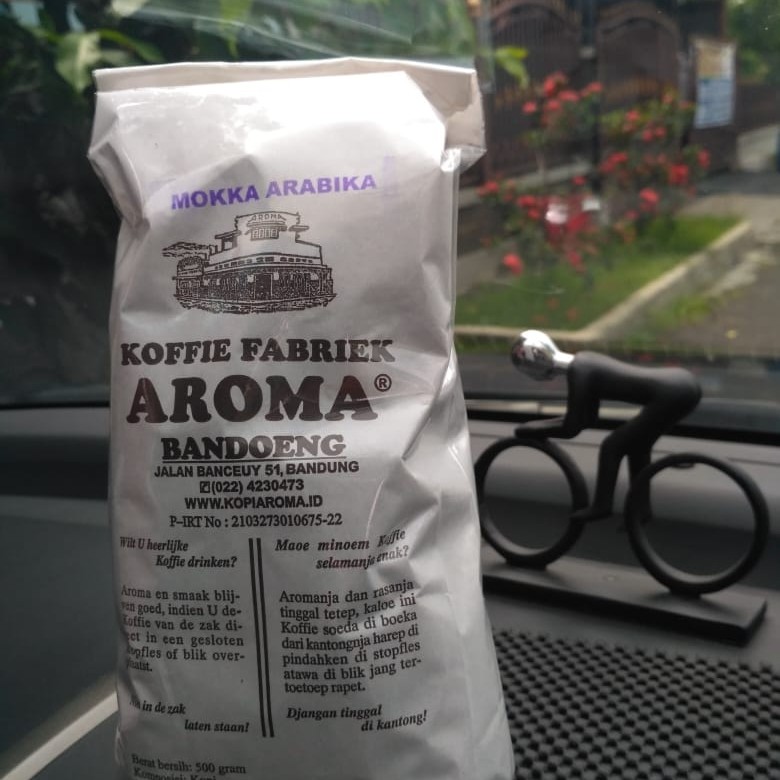 MOKKA ARABIKA
AROMA
KOFFIE FABRIEK
AROMA®
BANDOENG
JALAN BANCEUY 51, BANDUNG
(022) 4230473
WWW.KOPIAROMA.ID
P-IRT No : 2103273010675-22
Wilt U heerlijke
Koffie drinken?
Aroma en smaak blij-
ven goed, indien U de
Koffie van de zak di-
in een gesloten
of blik over-
in de zak
laten staan!
Maoe minoem Koffie
selamanja enak?
Aromanja dan rasanja
tinggal tetep, kaloe ini
Koffie soeda di boeka
dari kantongnja harep di
pindahken di stopfles
atawa di blik jang ter-
toetoep rapet.
Djangan tinggal
di kantong!
Berat bersih: 500 gram